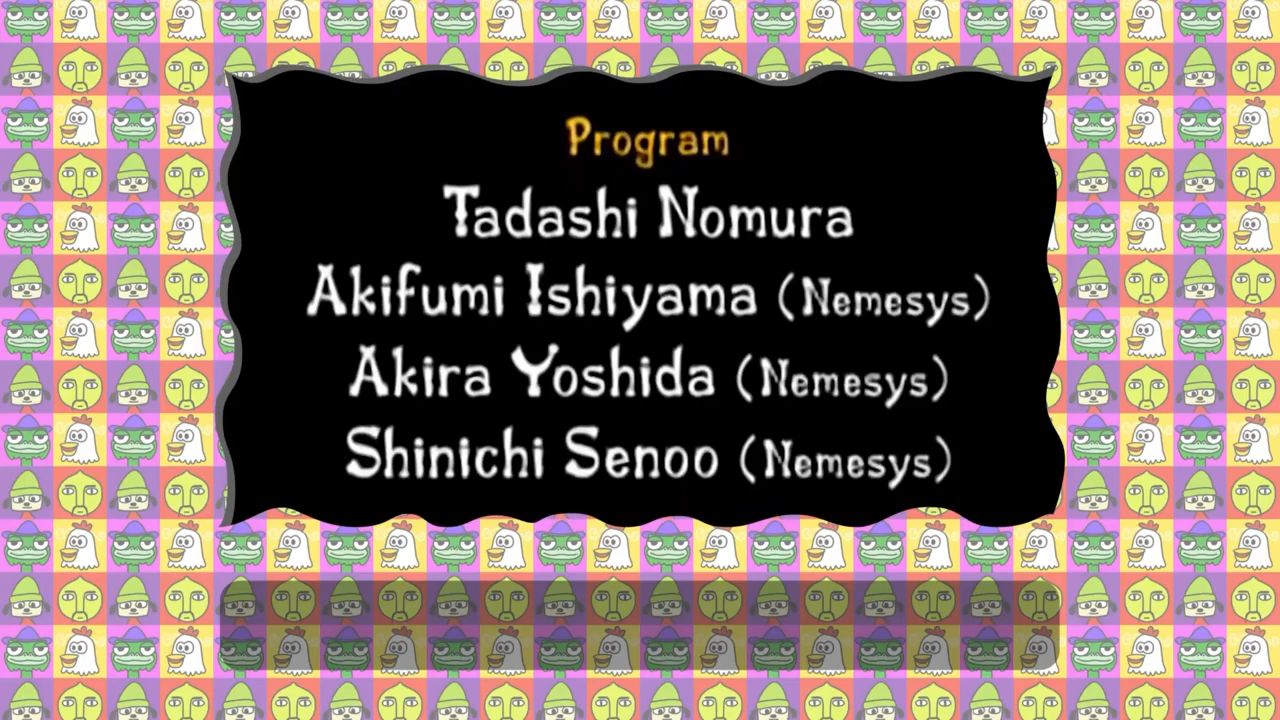 Program
Tadashi Nomura
Akifumi Ishiyama (Nemesys)
Akira Yoshida (Nemesys)
Shinichi Senoo (Nemesys)